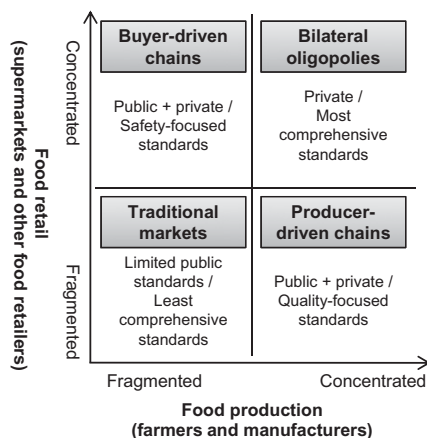 Buyer-driven
chains
Public + private /
Safety-focused
standards
Bilateral
oligopolies
Private /
Most
comprehensive
standards
Traditional
markets
Limited public
standards /
Least
comprehensive
standards
Producer-
driven chains
Public + private /
Quality-focused
standards
Food retail
(supermarkets and other food retailers)
Concentrated
Fragmented
Fragmented
Concentrated
Food production
(farmers and manufacturers)